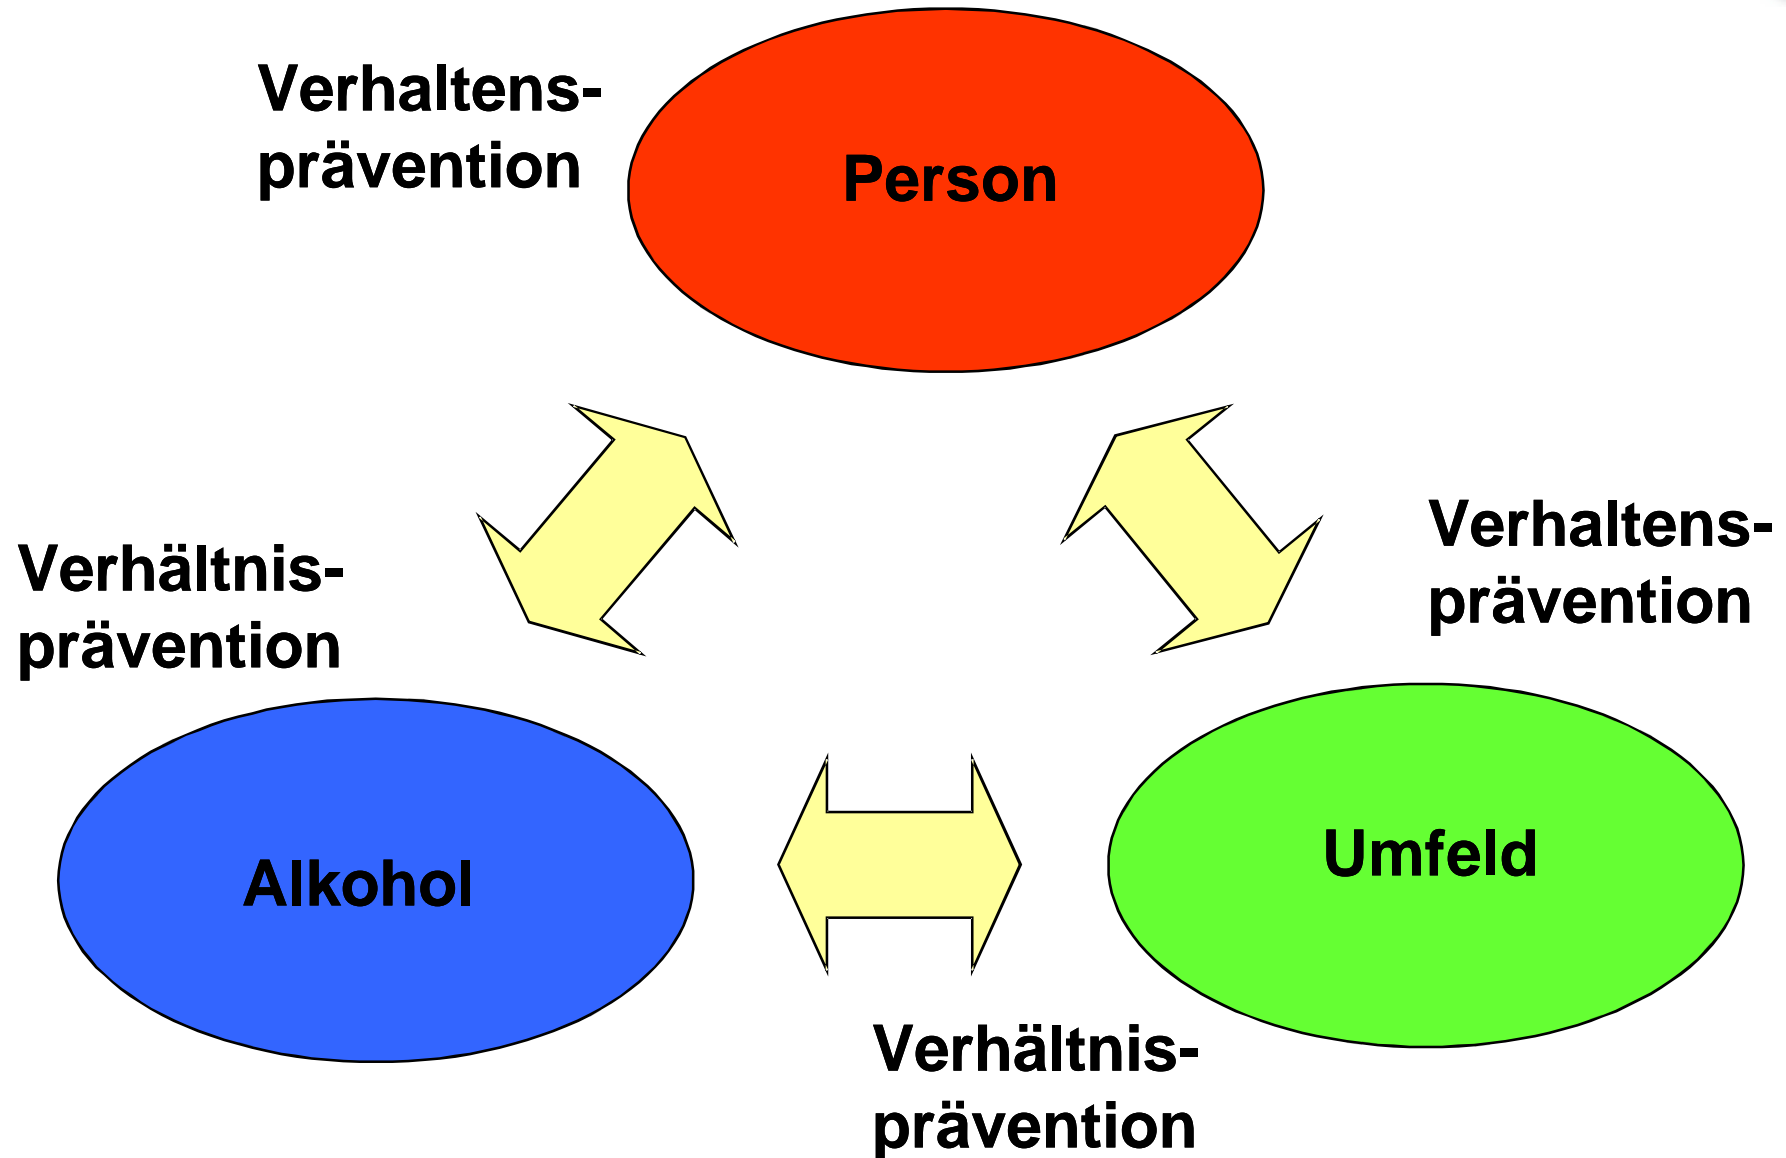 Verhaltens-
prävention
Person
Verhältnis-
prävention
Verhaltens-
prävention
Alkohol
Umfeld
Verhältnis-
prävention